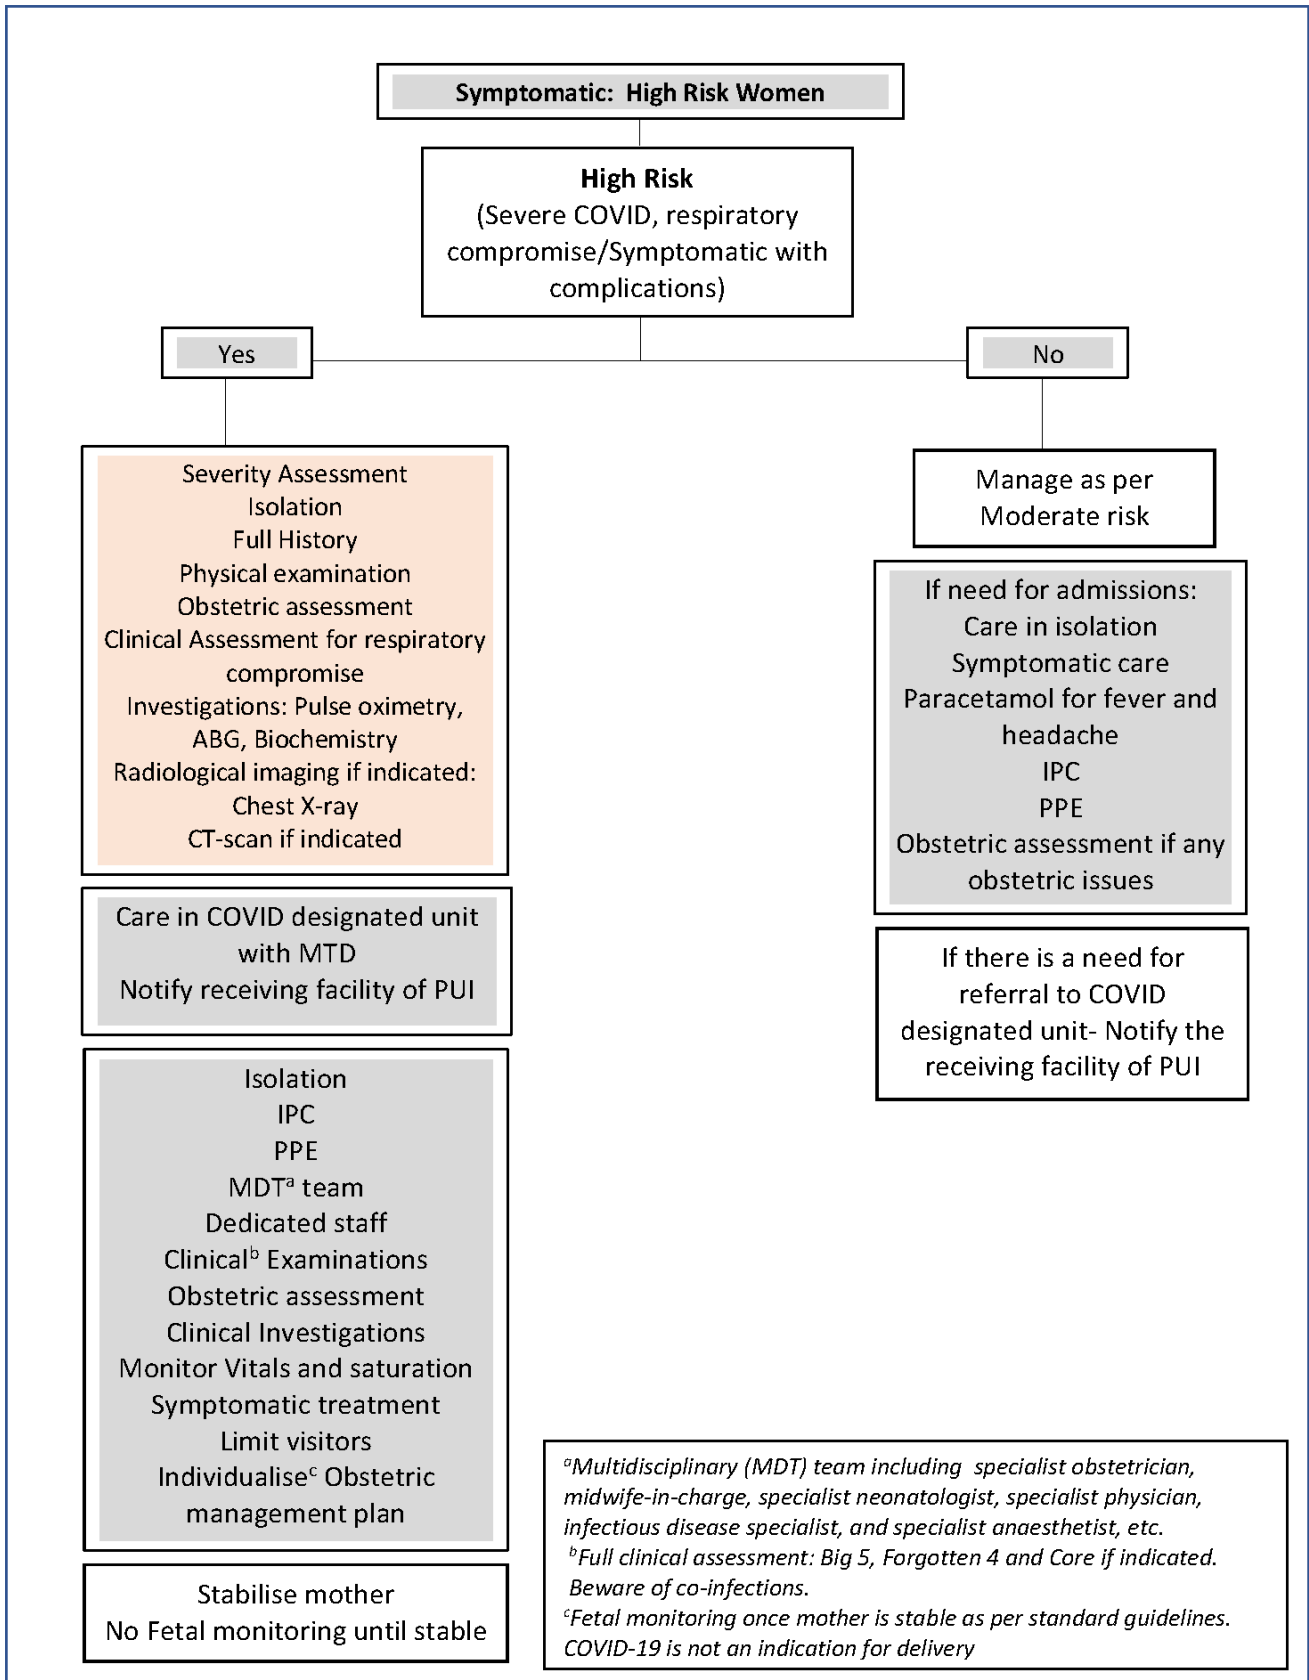 Symptomatic: High Risk Women
High Risk
(Severe COVID, respiratory
compromise/Symptomatic with
complications)
Yes
No
Severity Assessment
Isolation
Full History
Physical examination
Obstetric assessment
Clinical Assessment for respiratory
compromise
Investigations: Pulse oximetry,
ABG, Biochemistry
Radiological imaging if indicated:
Chest X-ray
CT-scan if indicated
Care in COVID designated unit
with MTD
Notify receiving facility of PUI
Isolation
IPC
PPE
MDTᵃ team
Dedicated staff
Clinicalᵇ Examinations
Obstetric assessment
Clinical Investigations
Monitor Vitals and saturation
Symptomatic treatment
Limit visitors
Individualiseᶜ Obstetric
management plan
Stabilise mother
No Fetal monitoring until stable
Manage as per
Moderate risk
If need for admissions:
Care in isolation
Symptomatic care
Paracetamol for fever and
headache
IPC
PPE
Obstetric assessment if any
obstetric issues
If there is a need for
referral to COVID
designated unit- Notify the
receiving facility of PUI
ᵃMultidisciplinary (MDT) team including specialist obstetrician,
midwife-in-charge, specialist neonatologist, specialist physician,
infectious disease specialist, and specialist anaesthetist, etc.
ᵇFull clinical assessment: Big 5, Forgotten 4 and Core if indicated.
Beware of co-infections.
ᶜFetal monitoring once mother is stable as per standard guidelines.
COVID-19 is not an indication for delivery